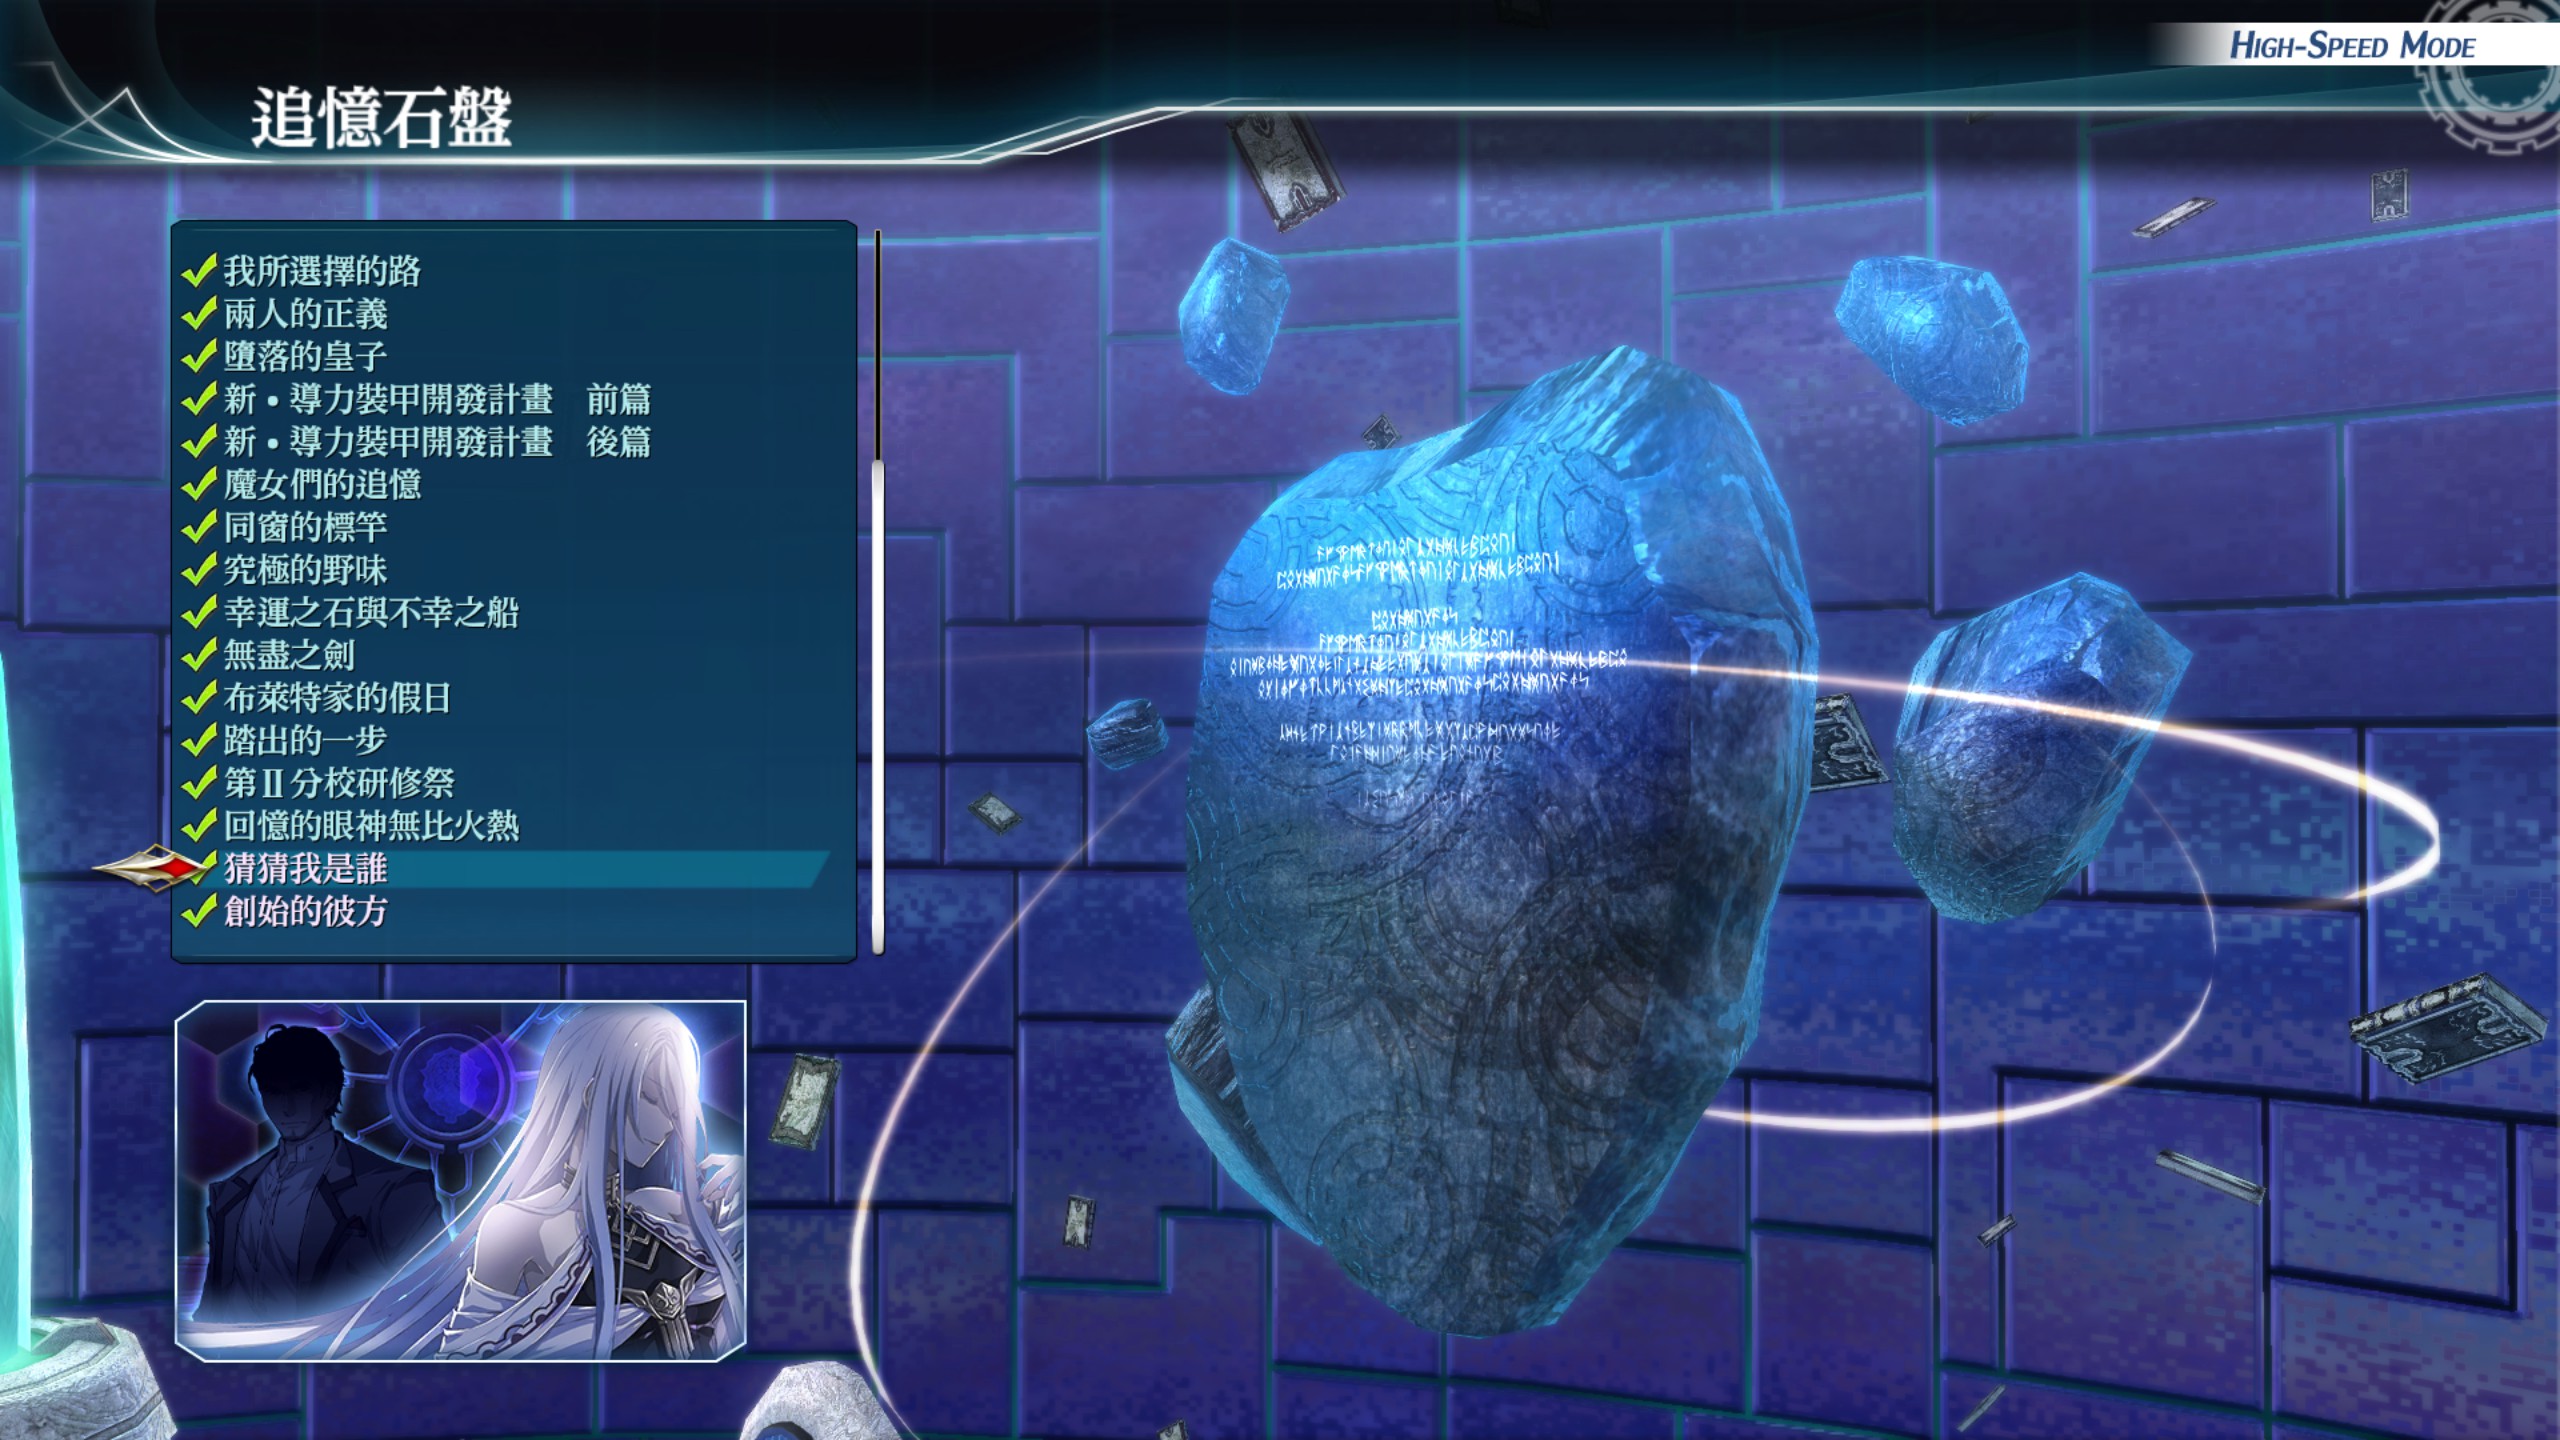 HIGH-SPEED MODE
追憶石盤
我所選擇的路
兩人的正義
墮落的皇子
新・導力裝甲開發計畫　前篇
新・導力裝甲開發計畫　後篇
魔女們的追憶
同窗的標竿
究極的野味
幸運之石與不幸之船
無盡之劍
布萊特家的假日
踏出的一步
第Ⅱ分校研修祭
回憶的眼神無比火熱
猜猜我是誰
創始的彼方